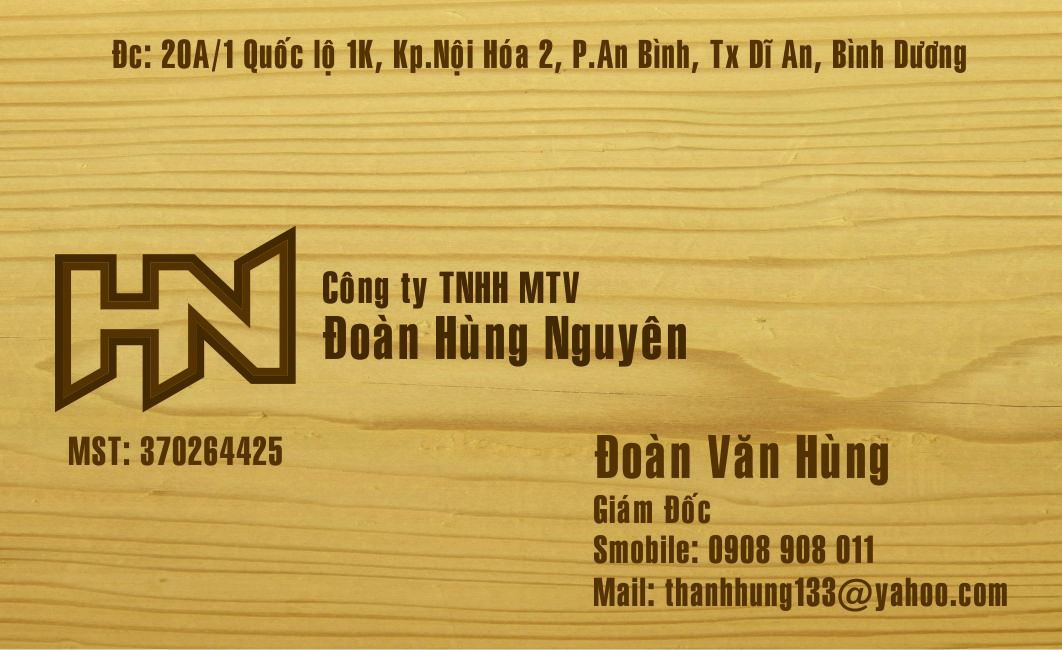 Đc: 20A/1 Quốc lộ 1K, Kp.Nội Hóa 2, P.An Bình, Tx Dĩ An, Bình Dương
HN
Công ty TNHH MTV
Đoàn Hùng Nguyên
MST: 370264425
Đoàn Văn Hùng
Giám Đốc
Smobile: 0908 908 011
Mail: thanhhung133@yahoo.com